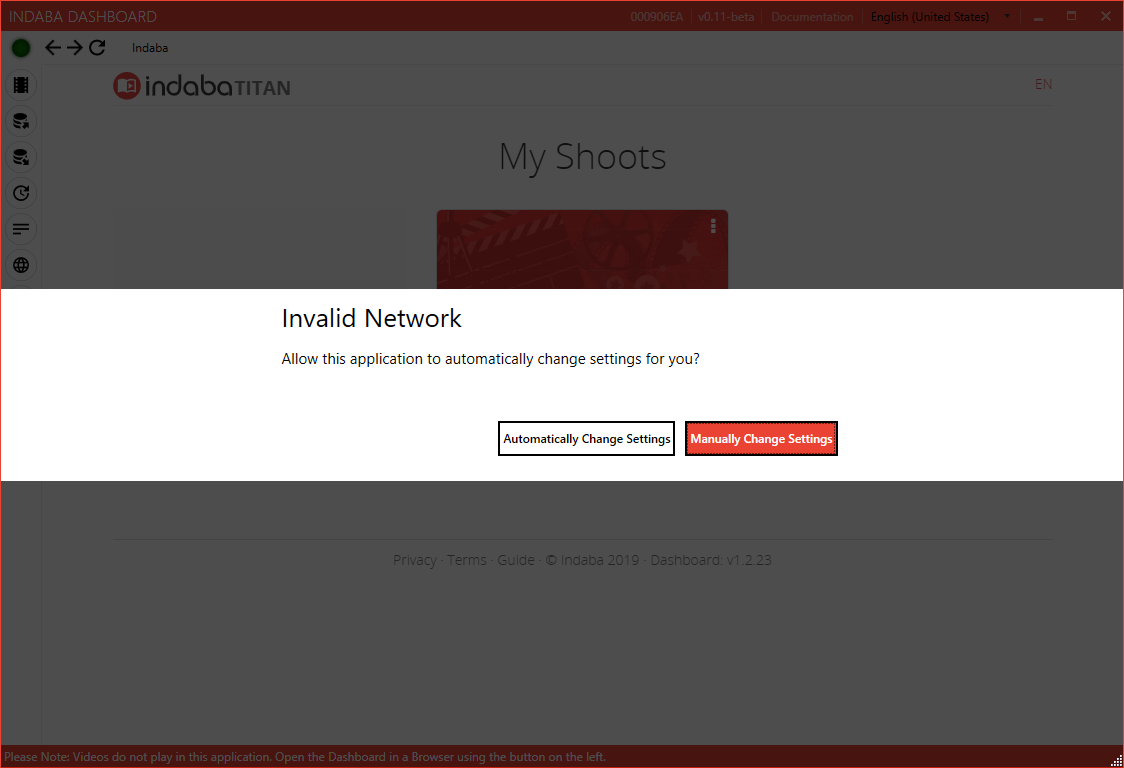 INDABA DASHBOARD 000906EA v0.11-beta Documentation English (United States)
Indaba
indaba TITAN EN
My Shoots
Invalid Network
Allow this application to automatically change settings for you?
Automatically Change Settings Manually Change Settings
Privacy · Terms · Guide · © Indaba 2019 · Dashboard: v1.2.23
Please Note: Videos do not play in this application. Open the Dashboard in a Browser using the button on the left.